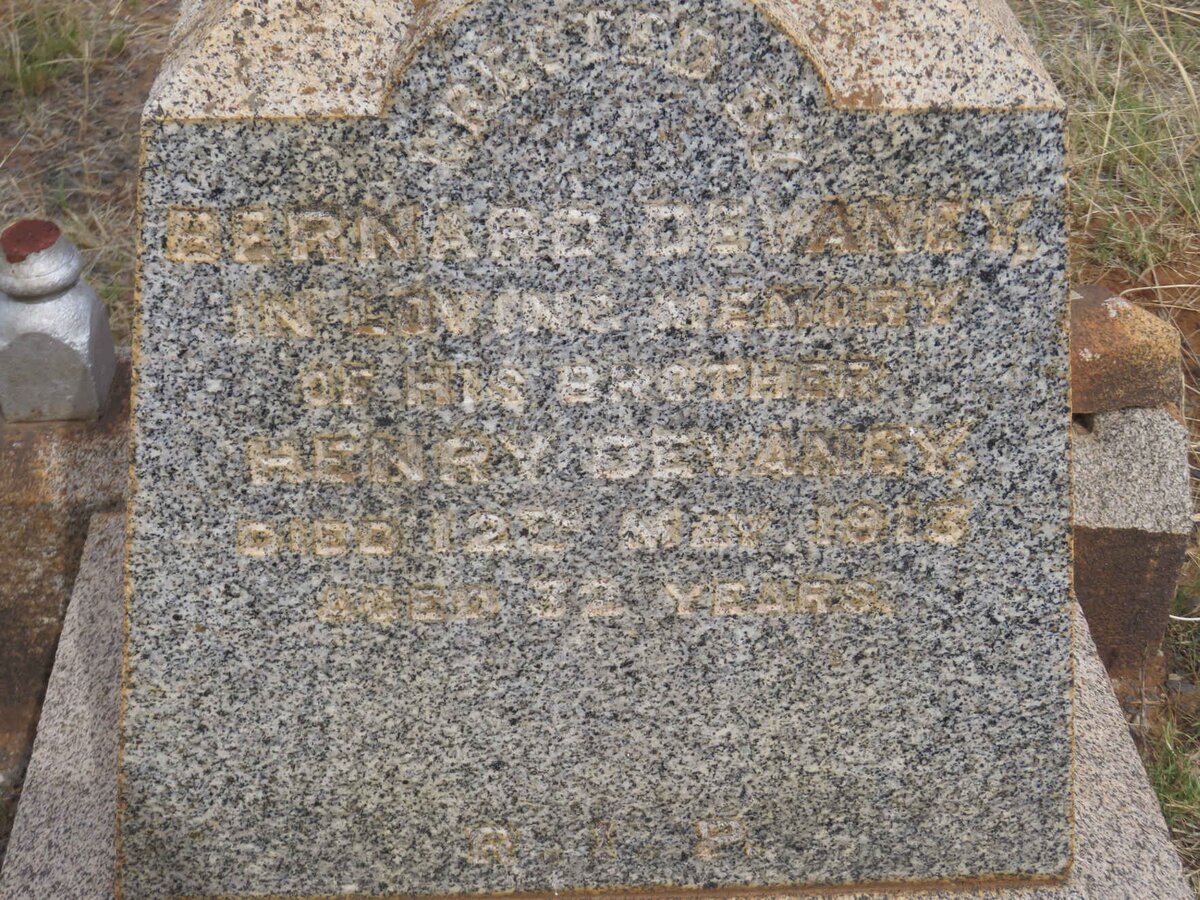 ERECTED BY
BERNARD DEVANEY,
IN LOVING MEMORY
OF HIS BROTHER
HENRY DEVANEY,
DIED 12TH MAY 1913
AGED 32 YEARS.
R. I. P.